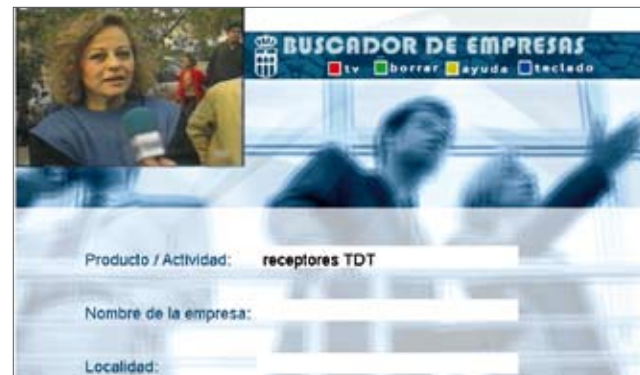 BUSCADOR DE EMPRESAS
tv borrar ayuda teclado
Producto / Actividad: receptores TDT
Nombre de la empresa:
Localidad: